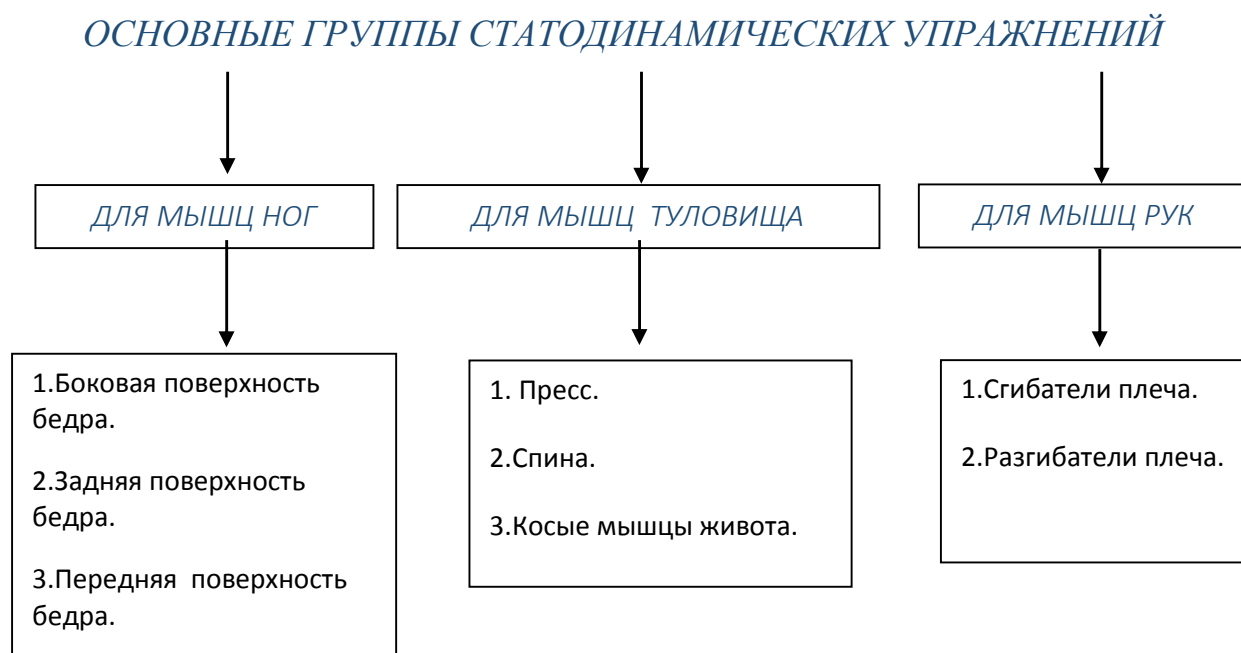 ОСНОВНЫЕ ГРУППЫ СТАТОДИНАМИЧЕСКИХ УПРАЖНЕНИЙ
ДЛЯ МЫШЦ НОГ
ДЛЯ МЫШЦ ТУЛОВИЩА
ДЛЯ МЫШЦ РУК
1.Боковая поверхность
бедра.
2.Задняя поверхность
бедра.
3.Передняя поверхность
бедра.
1. Пресс.
2.Спина.
3.Косые мышцы живота.
1.Сгибатели плеча.
2.Разгибатели плеча.